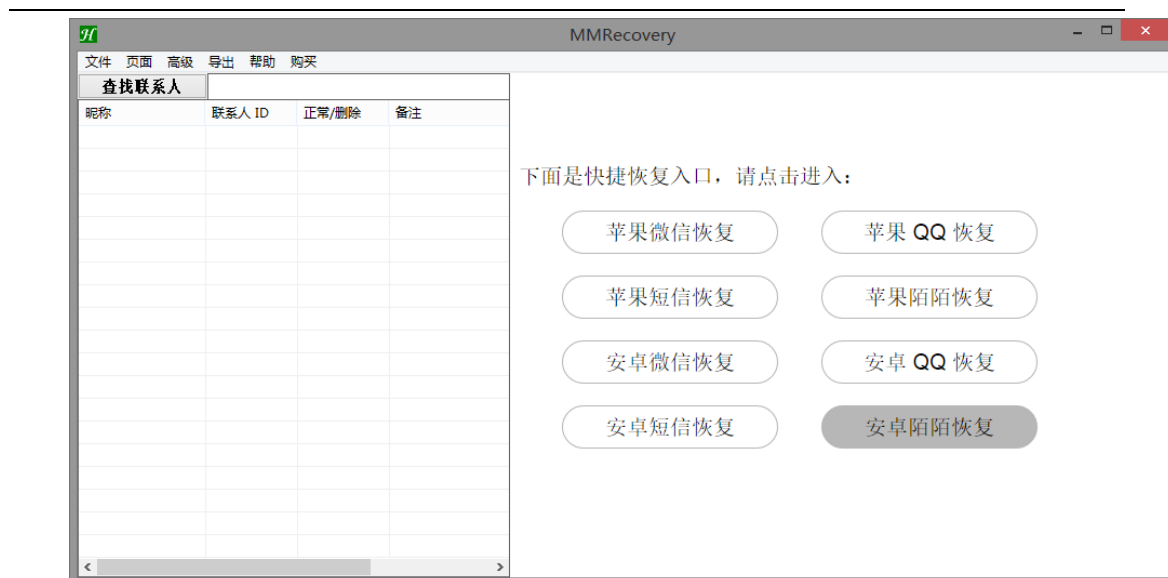 H
MMRecovery
文件 页面 高级 导出 帮助 购买
查找联系人
昵称 联系人 ID 正常/删除 备注
下面是快捷恢复入口，请点击进入：
苹果微信恢复 苹果 QQ 恢复
苹果短信恢复 苹果陌陌恢复
安卓微信恢复 安卓 QQ 恢复
安卓短信恢复 安卓陌陌恢复